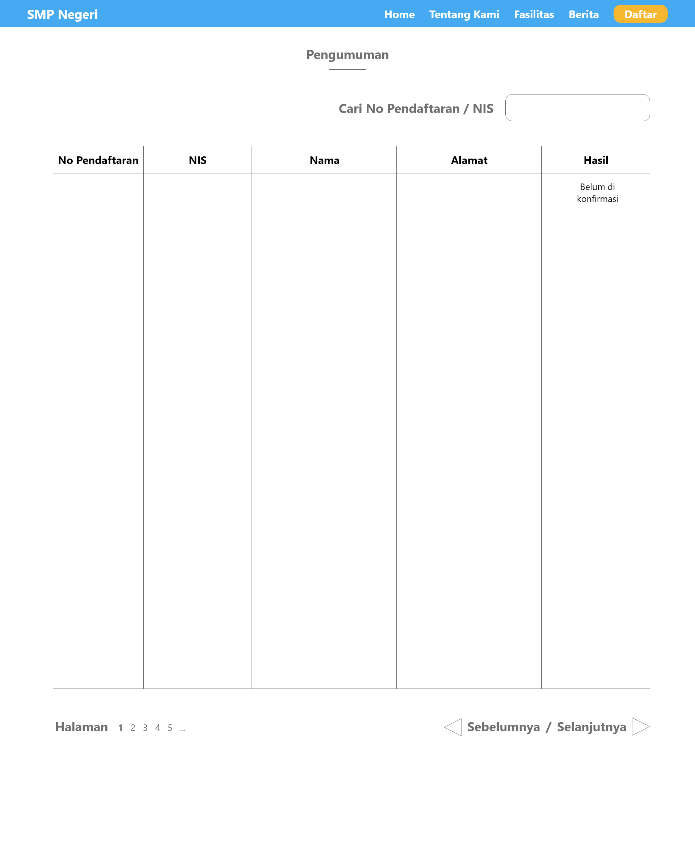 SMP Negeri Home Tentang Kami Fasilitas Berita Daftar
Pengumuman
Cari No Pendaftaran / NIS
No Pendaftaran NIS Nama Alamat Hasil
Belum di
konfirmasi
Halaman 1 2 3 4 5 ... Sebelumnya / Selanjutnya